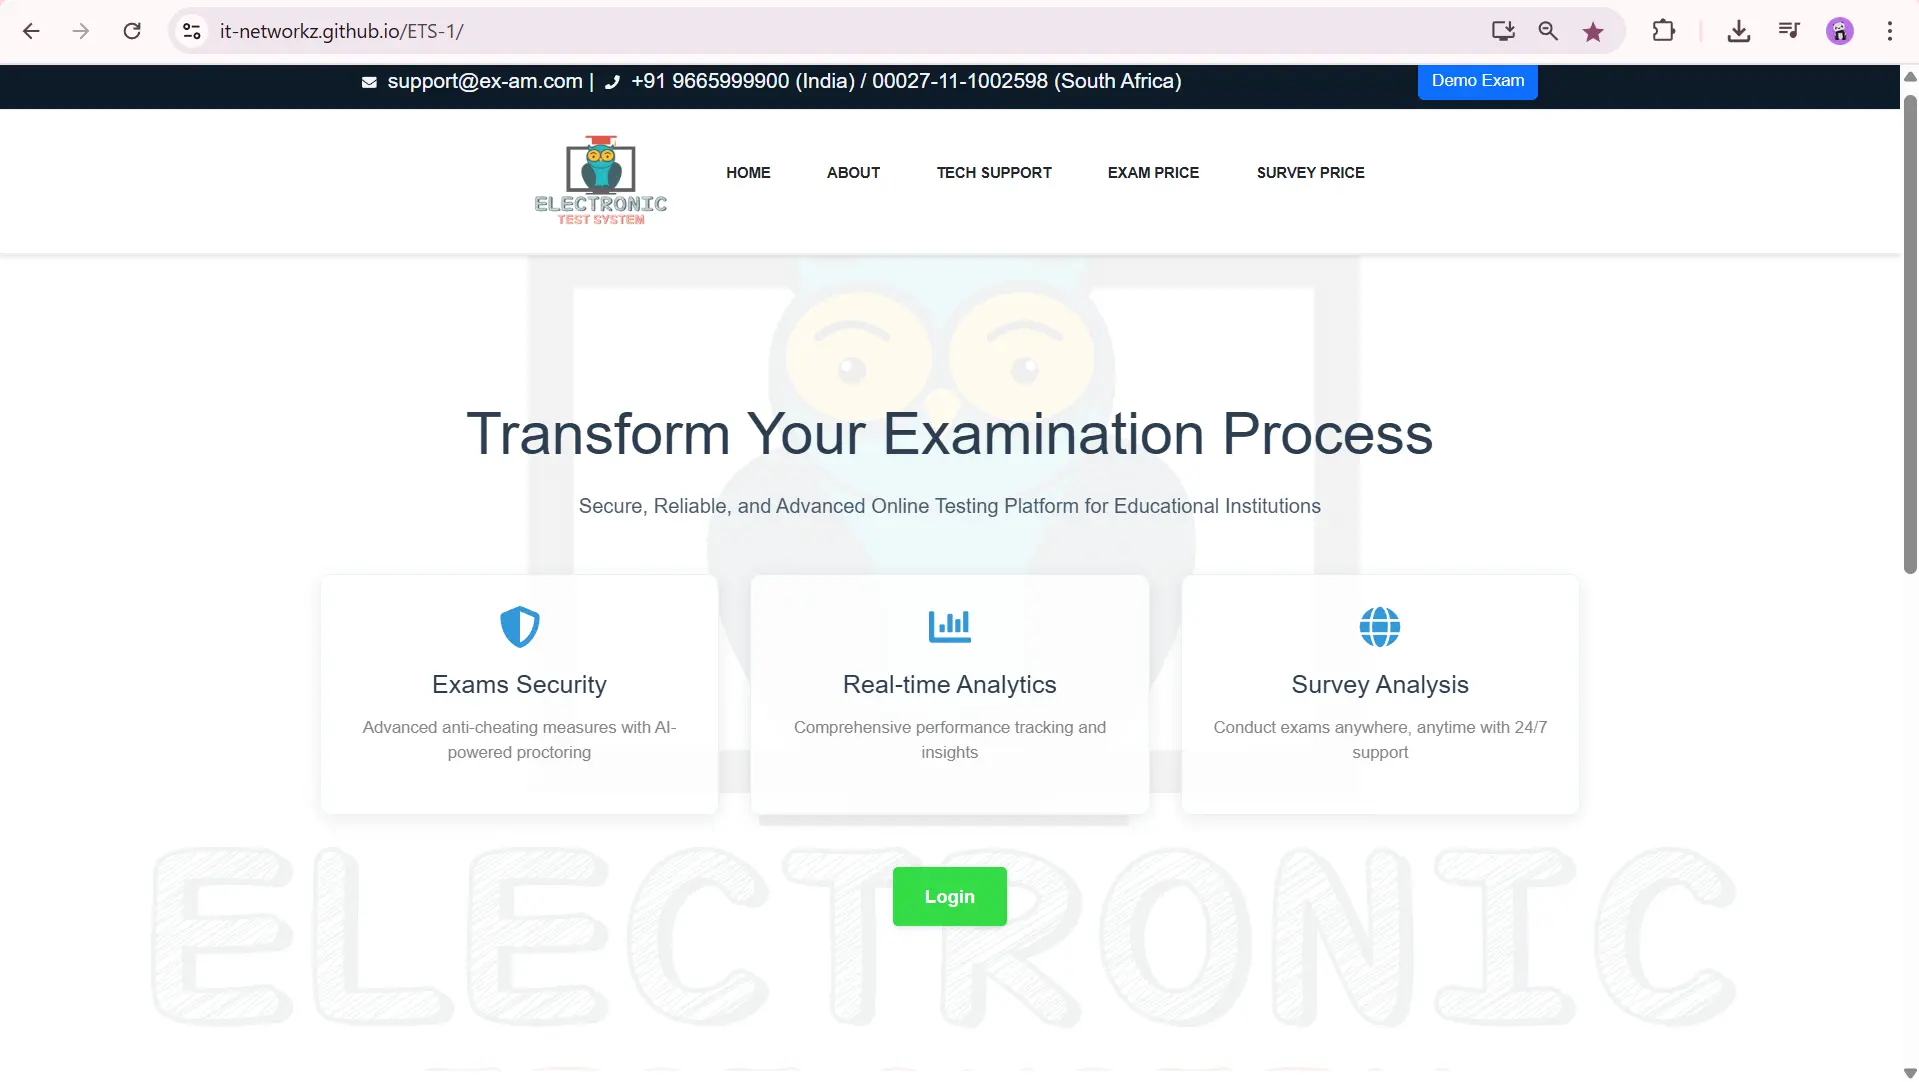 it-networkz.github.io/ETS-1/
support@ex-am.com | +91 9665999900 (India) / 00027-11-1002598 (South Africa)
Demo Exam
ELECTRONIC
TEST SYSTEM
HOME
ABOUT
TECH SUPPORT
EXAM PRICE
SURVEY PRICE
Transform Your Examination Process
Secure, Reliable, and Advanced Online Testing Platform for Educational Institutions
Exams Security
Advanced anti-cheating measures with AI-
powered proctoring
Real-time Analytics
Comprehensive performance tracking and
insights
Survey Analysis
Conduct exams anywhere, anytime with 24/7
support
Login
ELECTRONIC